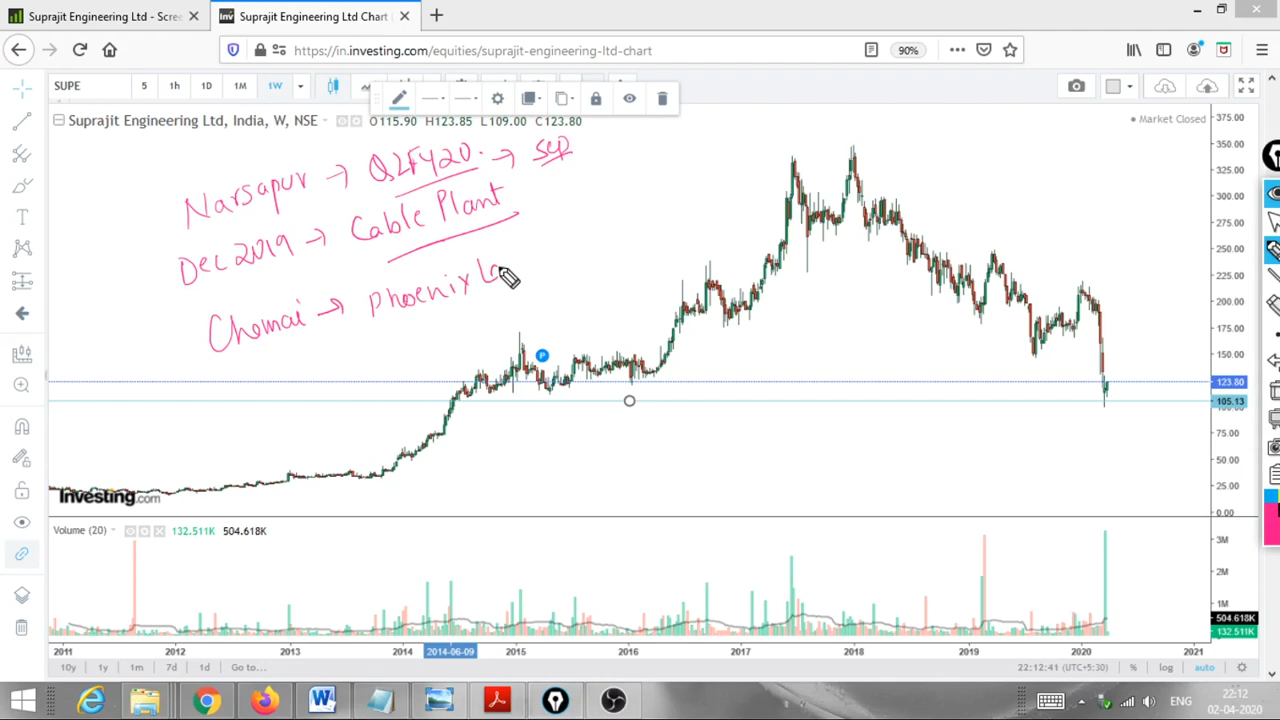 Suprajit Engineering Ltd - Scree
Suprajit Engineering Ltd Chart
https://in.investing.com/equities/suprajit-engineering-ltd-chart
90%
SUPE 5 1h 1D 1M 1W
Suprajit Engineering Ltd, India, W, NSE O115.90 H123.85 L109.00 C123.80
Market Closed
Narsapur → Q2FY20. → Sep
Dec 2019 → Cable Plant
Chennai → Phoenix La
P
375.00
350.00
300.00
275.00
250.00
225.00
200.00
175.00
150.00
123.80
105.13
75.00
50.00
25.00
0.00
Investing.com
Volume (20) 132.511K 504.618K
3M
2M
1M
504.618K
132.511K
2011 2012 2013 2014 2014-06-09 2015 2016 2017 2018 2019 2020 2021
10y 1y 1m 7d 1d Go to... 22:12:41 (UTC+5:30) % log auto
ENG
22:12
02-04-2020